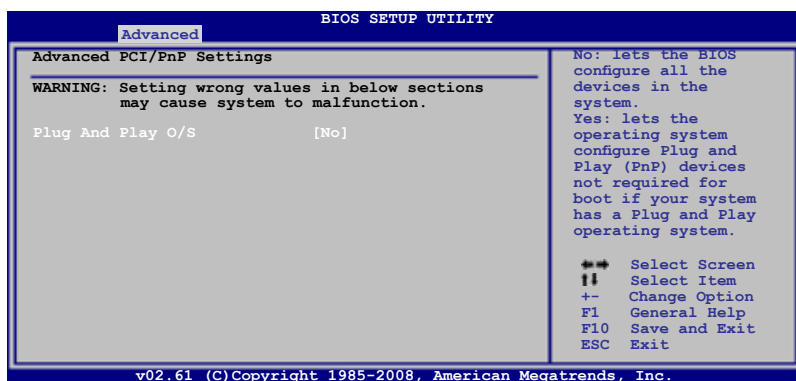 BIOS SETUP UTILITY
Advanced
Advanced PCI/PnP Settings
WARNING: Setting wrong values in below sections
may cause system to malfunction.
Plug And Play O/S [No]
No: lets the BIOS
configure all the
devices in the
system.
Yes: lets the
operating system
configure Plug and
Play (PnP) devices
not required for
boot if your system
has a Plug and Play
operating system.
←→ Select Screen
↑↓ Select Item
+- Change Option
F1 General Help
F10 Save and Exit
ESC Exit
v02.61 (C)Copyright 1985-2008, American Megatrends, Inc.